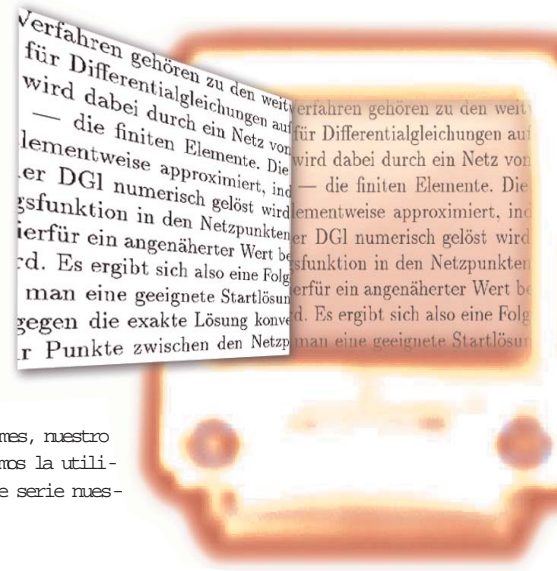 Verfahren gehören zu den weit
für Differentialgleichungen auf
wird dabei durch ein Netz von
— die finiten Elemente. Die
lementweise approximiert, ind
er DGl numerisch gelöst wird
gsfunktion in den Netzpunkten
ierfür ein angenäherter Wert be
rd. Es ergibt sich also eine Folg
man eine geeignete Startlösun
gegen die exakte Lösung konve
r Punkte zwischen den Netzp
verfahren gehören zu den weit
für Differentialgleichungen auf
wird dabei durch ein Netz von
— die finiten Elemente. Die
lementweise approximiert, ind
er DGl numerisch gelöst wird
sfunktion in den Netzpunkten
erfür ein angenäherter Wert be
d. Es ergibt sich also eine Folg
man eine geeignete Startlösun
mes, nuestro
mos la utili-
e serie nues-